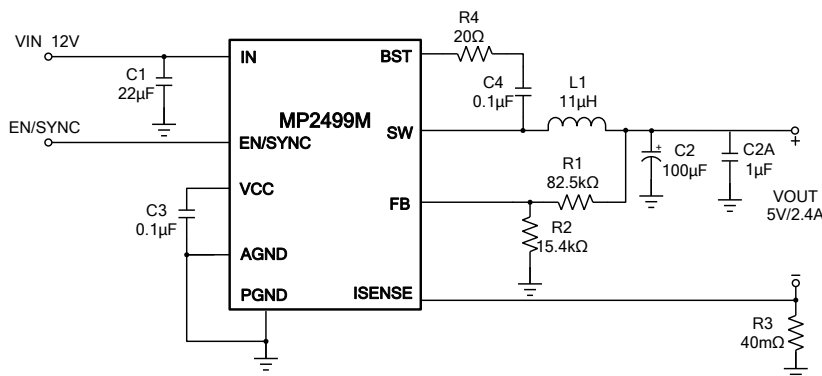 R4
20Ω
VIN 12V
IN
BST
C1
22µF
C4
0.1µF
L1
11µH
MP2499M
EN/SYNC
EN/SYNC
SW
+
C2
100µF
+
C2A
1µF
R1
82.5kΩ
VCC
FB
VOUT
5V/2.4A
C3
0.1µF
R2
15.4kΩ
AGND
PGND
ISENSE
–
R3
40mΩ